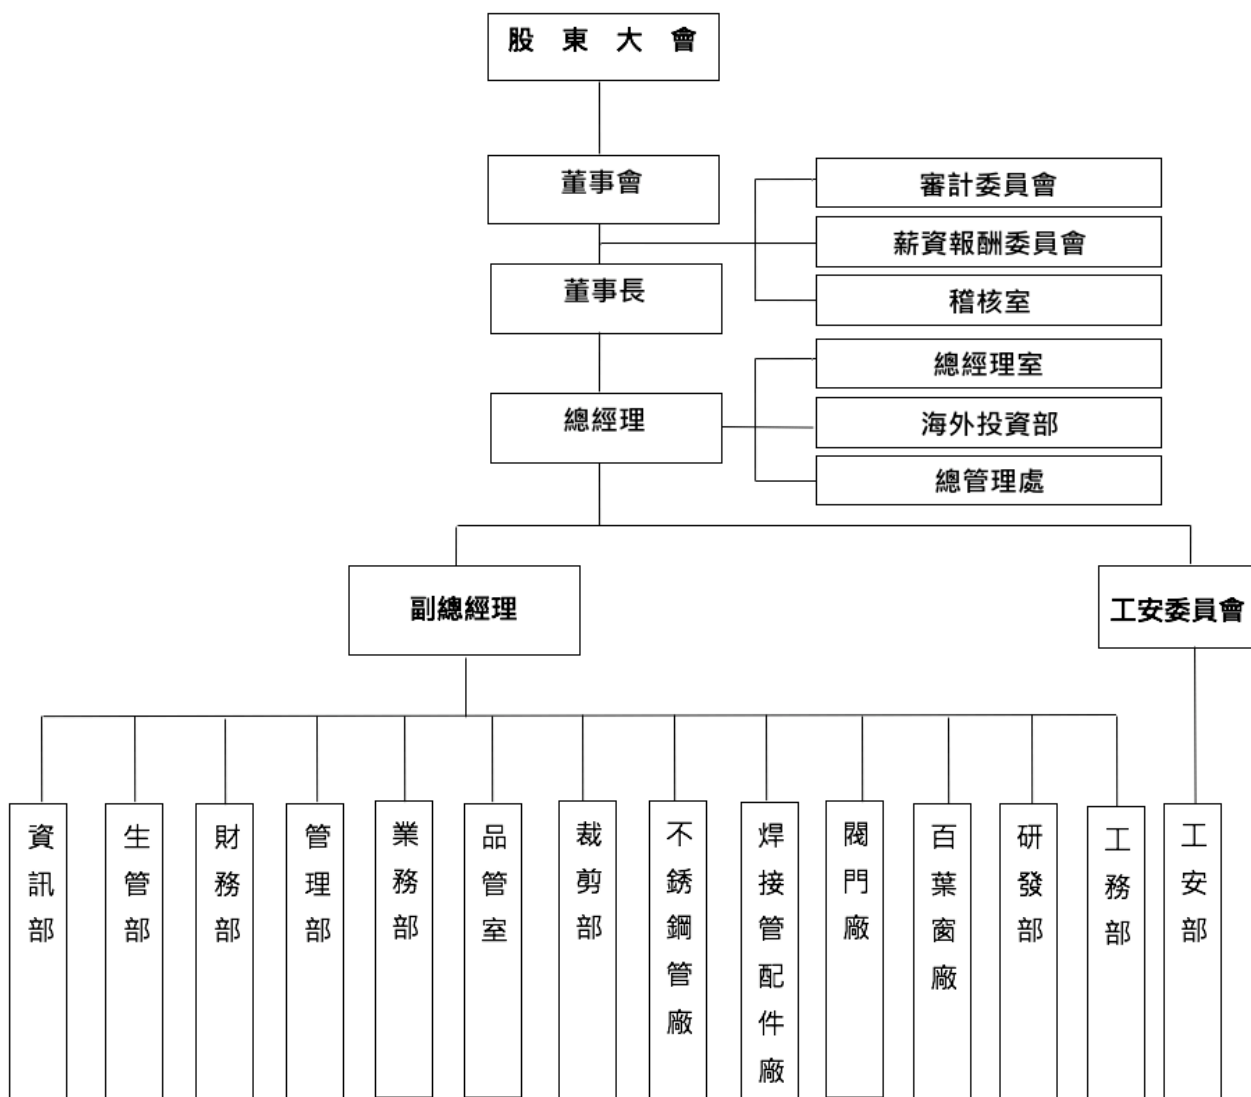 股東大會
董事會
審計委員會
薪資報酬委員會
董事長
稽核室
總經理室
總經理
海外投資部
總管理處
副總經理
工安委員會
資訊部
生管部
財務部
管理部
業務部
品管室
裁剪部
不銹鋼管廠
焊接管配件廠
閥門廠
百葉窗廠
研發部
工務部
工安部